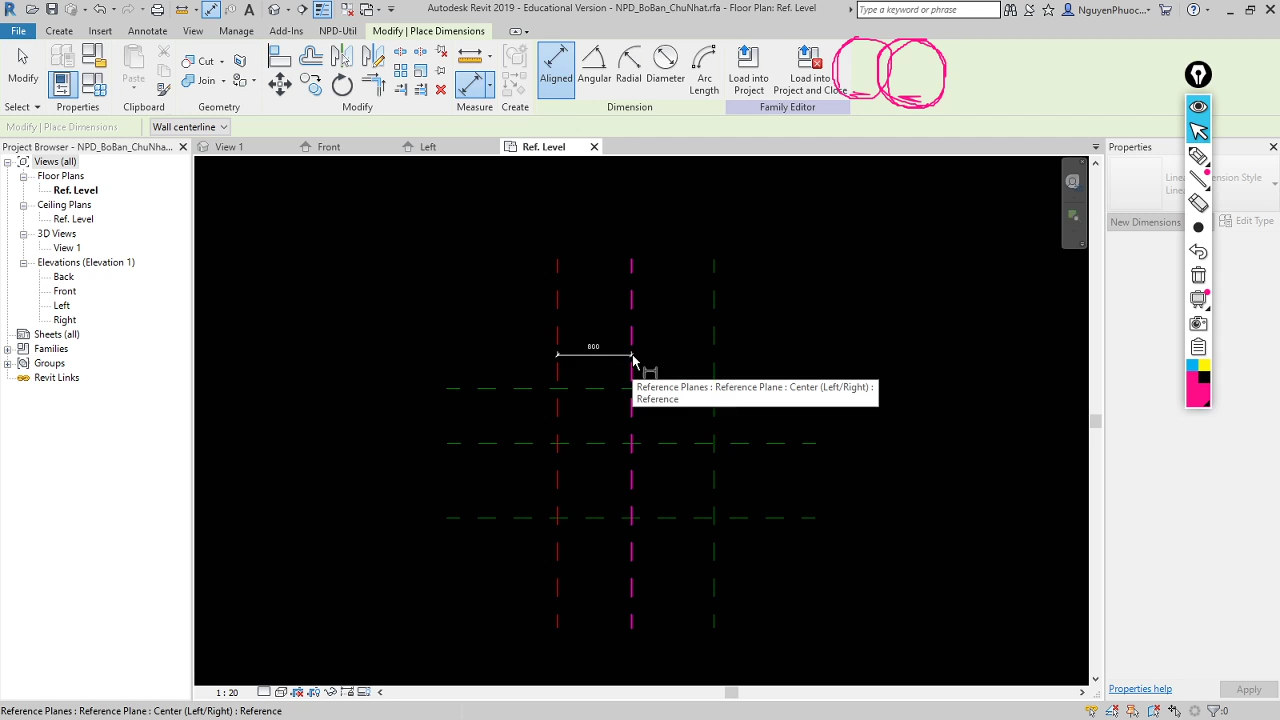 Autodesk Revit 2019 - Educational Version - NPD_BoBan_ChuNha... - Floor Plan: Ref. Level
Type a keyword or phrase
NguyenPhuoc...
File Create Insert Annotate View Manage Add-Ins NPD-Util Modify | Place Dimensions
Modify
Paste
Cut
Join
Aligned Angular Radial Diameter Arc Length
Load into Project
Load into Project and Close
Select Properties Clipboard Geometry Modify Measure Create Dimension Family Editor
Modify | Place Dimensions
Wall centerline
Project Browser - NPD_BoBan_ChuNha...
View 1 Front Left Ref. Level
Properties
Views (all)
Floor Plans
Ref. Level
Ceiling Plans
Ref. Level
3D Views
View 1
Elevations (Elevation 1)
Back
Front
Left
Right
Sheets (all)
Families
Groups
Revit Links
600
Reference Planes : Reference Plane : Center (Left/Right) :
Reference
New Dimensions
Edit Type
1 : 20
Properties help
Apply
Reference Planes : Reference Plane : Center (Left/Right) : Reference
:0